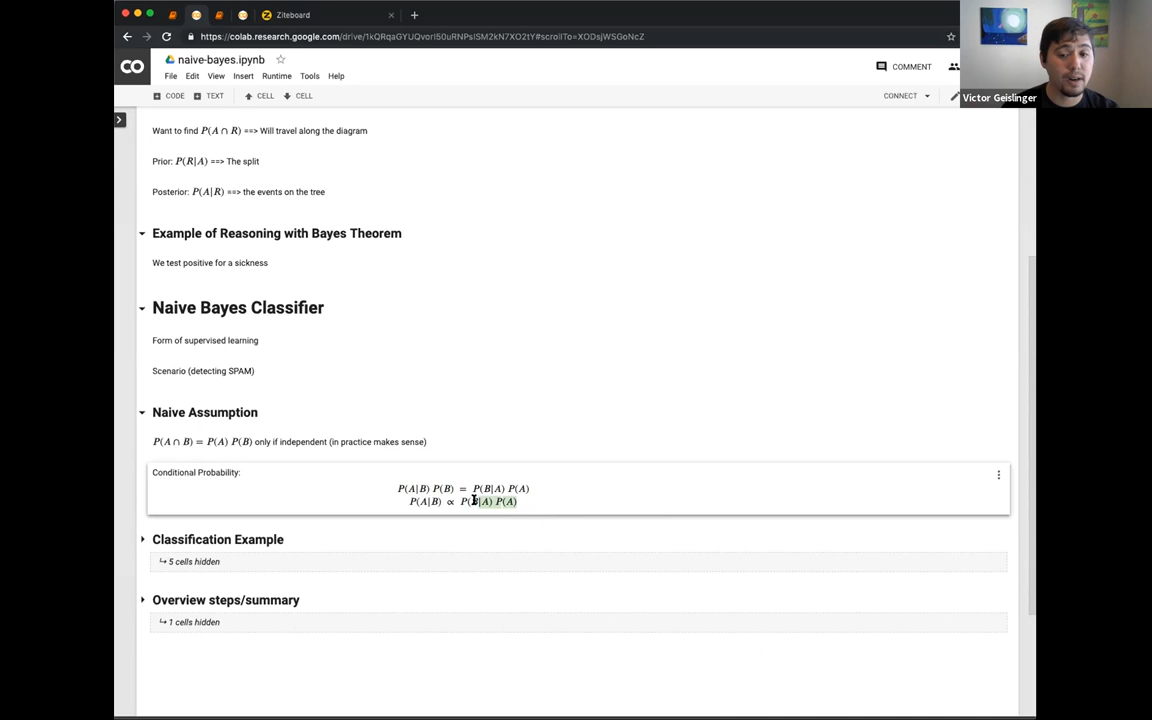 Ziteboard
https://colab.research.google.com/drive/1kQRqaGYUQvorI50uRNPsISM2kN7XO2tY#scrollTo=XODsjWSGoNcZ
CO
naive-bayes.ipynb
COMMENT
File Edit View Insert Runtime Tools Help
CODE TEXT CELL CELL
CONNECT
Victor Geislinger
Want to find P(A ∩ R) ==> Will travel along the diagram
Prior: P(R|A) ==> The split
Posterior: P(A|R) ==> the events on the tree
Example of Reasoning with Bayes Theorem
We test positive for a sickness
Naive Bayes Classifier
Form of supervised learning
Scenario (detecting SPAM)
Naive Assumption
P(A ∩ B) = P(A) P(B) only if independent (in practice makes sense)
Conditional Probability:
P(A|B) P(B) = P(B|A) P(A)
P(A|B) ∝ P(B|A) P(A)
Classification Example
5 cells hidden
Overview steps/summary
1 cells hidden